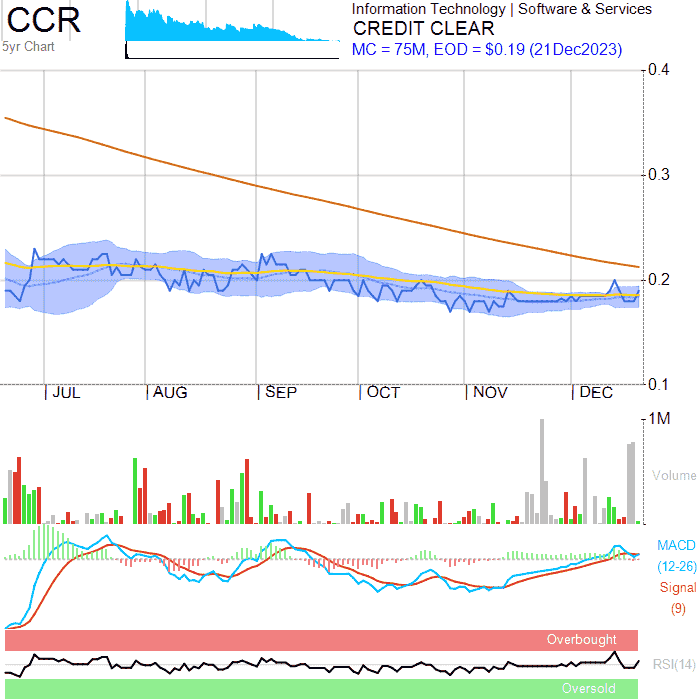 CCR
5yr Chart
Information Technology | Software & Services
CREDIT CLEAR
MC = 75M, EOD = $0.19 (21Dec2023)
0.4
0.3
0.2
0.1
JUL AUG SEP OCT NOV DEC
1M
Volume
MACD
(12-26)
Signal
(9)
Overbought
RSI(14)
Oversold